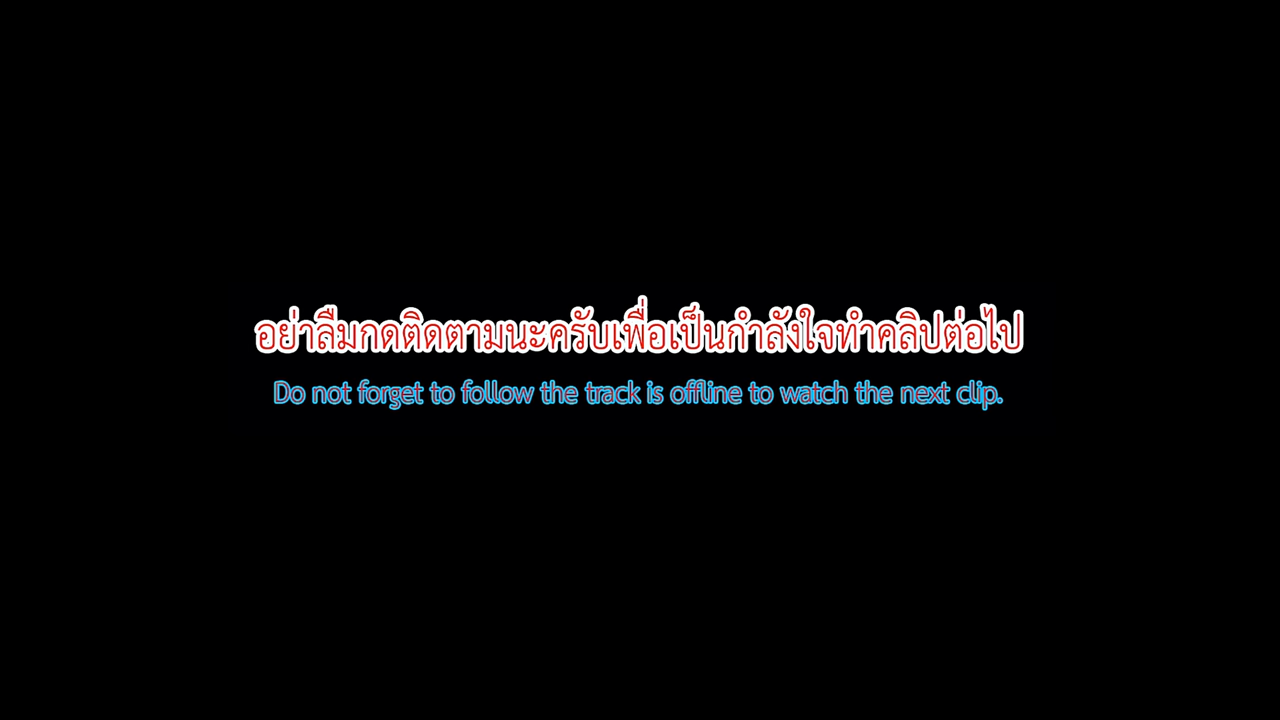 อย่าลืมกดติดตามนะครับเพื่อเป็นกำลังใจทำคลิปต่อไป
Do not forget to follow the track is offline to watch the next clip.